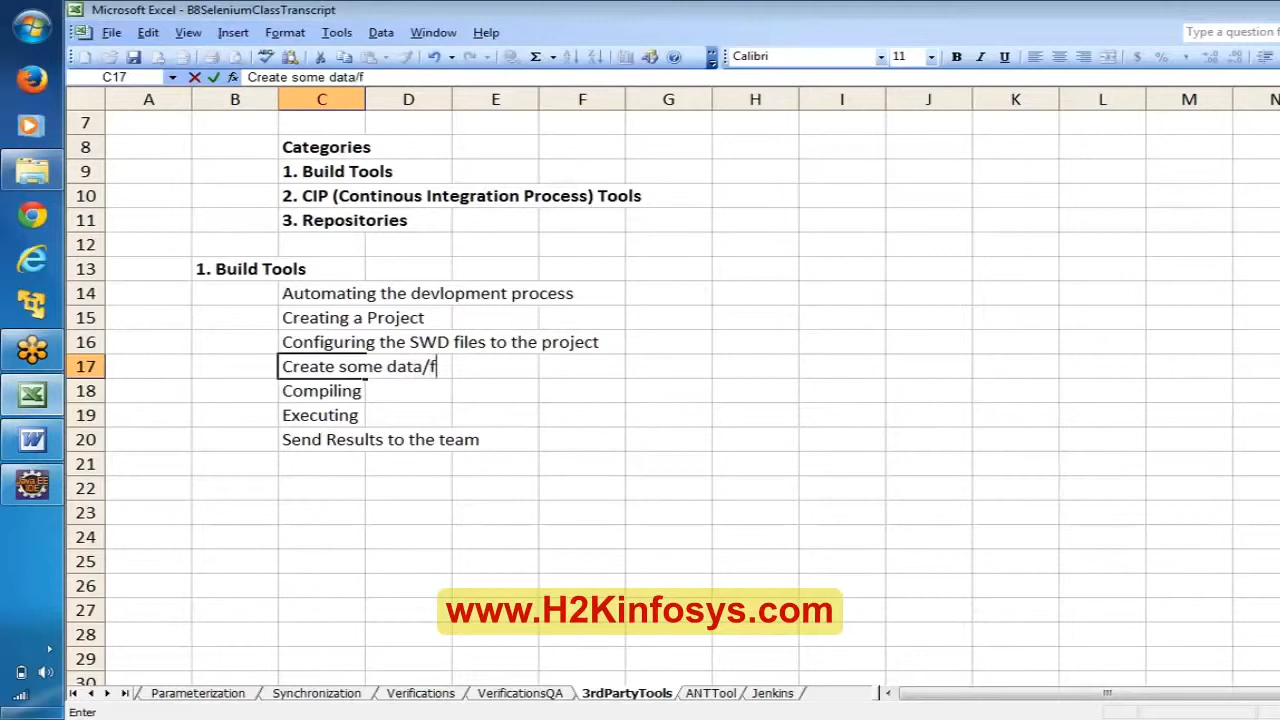 Microsoft Excel - B8SeleniumClassTranscript
File Edit View Insert Format Tools Data Window Help
Type a question f
Calibri 11 B I U
C17 Create some data/f
A B C D E F G H I J K L M N
7
8 Categories
9 1. Build Tools
10 2. CIP (Continous Integration Process) Tools
11 3. Repositories
12
13 1. Build Tools
14 Automating the devlopment process
15 Creating a Project
16 Configuring the SWD files to the project
17 Create some data/f
18 Compiling
19 Executing
20 Send Results to the team
21
22
23
24
25
26
27
28
29
30
www.H2Kinfosys.com
Parameterization Synchronization Verifications VerificationsQA 3rdPartyTools ANTTool Jenkins
Enter
Java EE
IDE